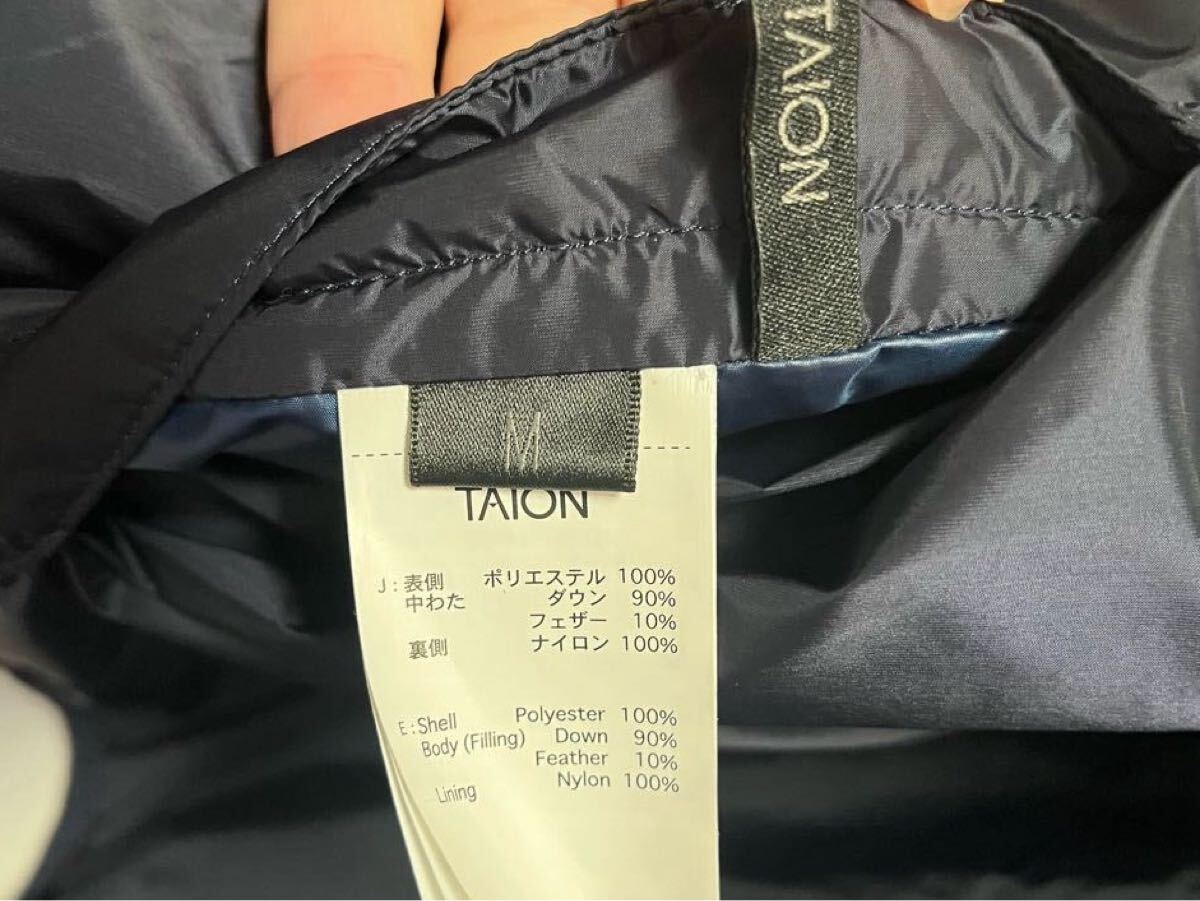 TAION
M
TAION
J:表側 ポリエステル 100%
中わた ダウン 90%
フェザー 10%
裏側 ナイロン 100%
E:Shell Polyester 100%
Body (Filling) Down 90%
Feather 10%
Lining Nylon 100%